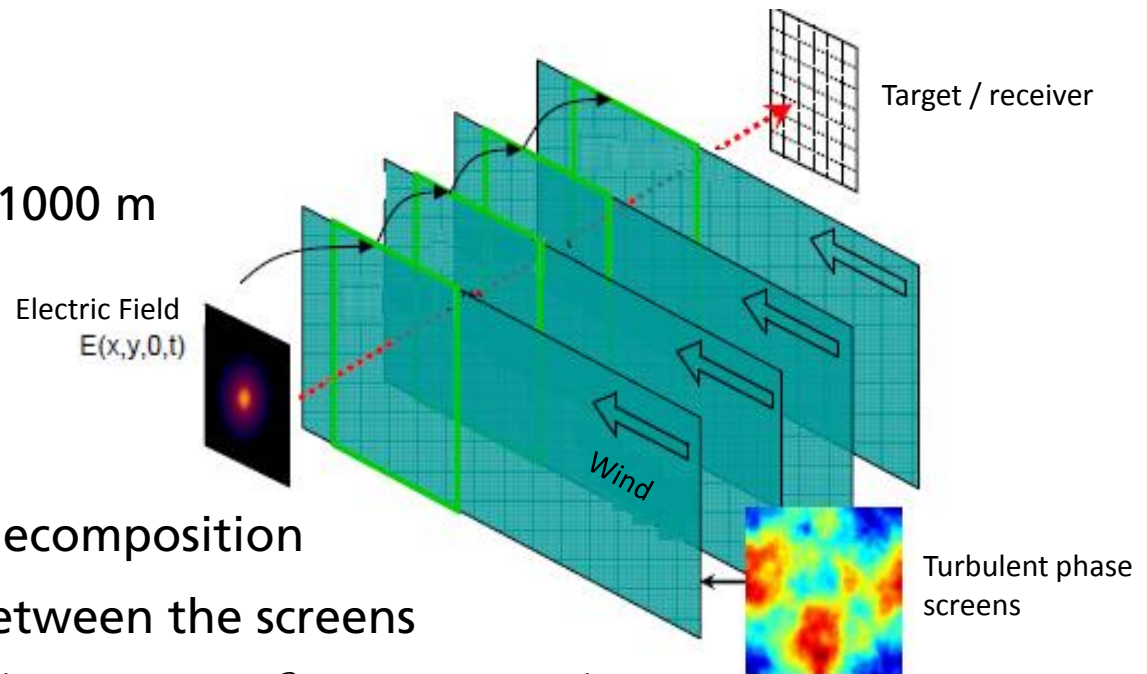 Target / receiver
1000 m
Electric Field
E(x,y,0,t)
Wind
ecomposition
etween the screens
Turbulent phase
screens